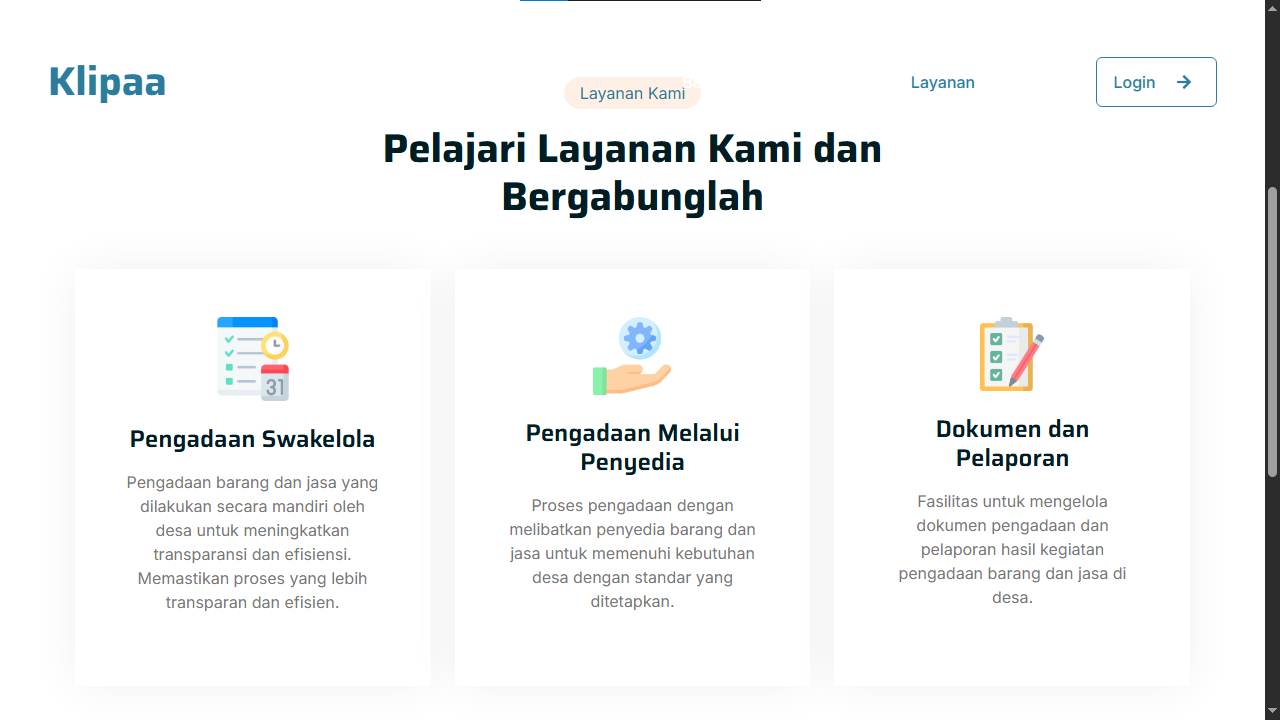 Klipaa
Layanan
Login
Layanan Kami
Pelajari Layanan Kami dan
Bergabunglah
31
Pengadaan Swakelola
Pengadaan barang dan jasa yang
dilakukan secara mandiri oleh
desa untuk meningkatkan
transparansi dan efisiensi.
Memastikan proses yang lebih
transparan dan efisien.
Pengadaan Melalui
Penyedia
Proses pengadaan dengan
melibatkan penyedia barang dan
jasa untuk memenuhi kebutuhan
desa dengan standar yang
ditetapkan.
Dokumen dan
Pelaporan
Fasilitas untuk mengelola
dokumen pengadaan dan
pelaporan hasil kegiatan
pengadaan barang dan jasa di
desa.